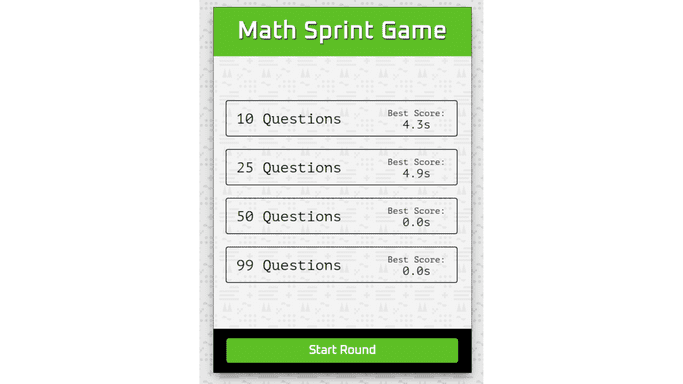 Math Sprint Game
10 Questions
Best Score:
4.3s
25 Questions
Best Score:
4.9s
50 Questions
Best Score:
0.0s
99 Questions
Best Score:
0.0s
Start Round